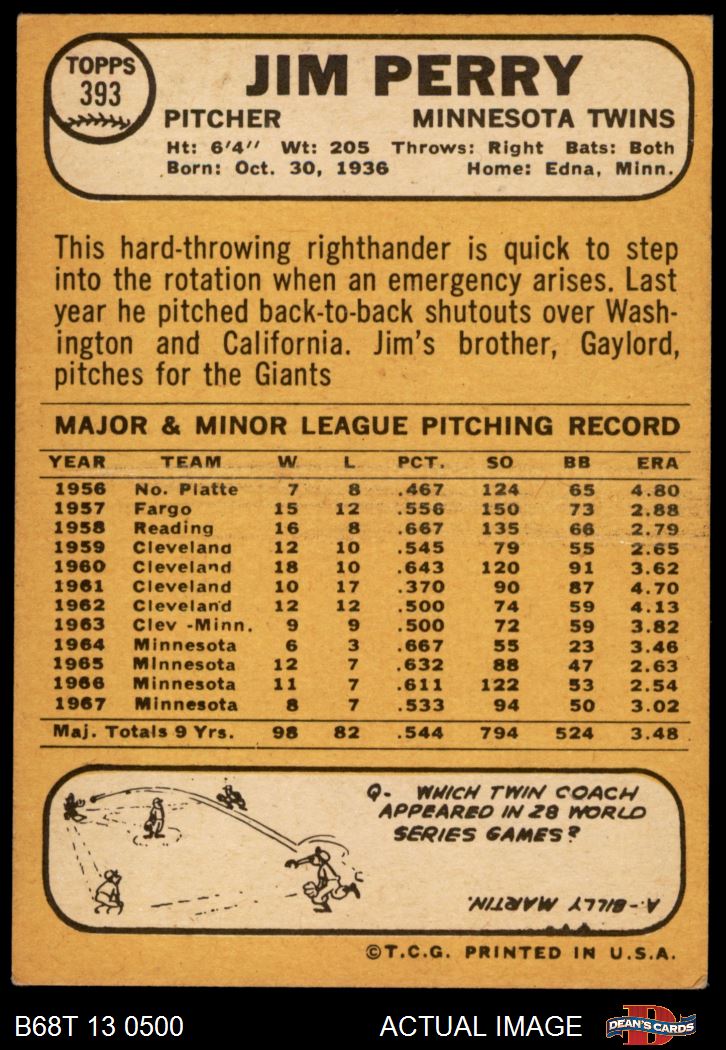 TOPPS
393
JIM PERRY
PITCHER MINNESOTA TWINS
Ht: 6'4" Wt: 205 Throws: Right Bats: Both
Born: Oct. 30, 1936 Home: Edna, Minn.
This hard-throwing righthander is quick to step
into the rotation when an emergency arises. Last
year he pitched back-to-back shutouts over Wash-
ington and California. Jim's brother, Gaylord,
pitches for the Giants
MAJOR & MINOR LEAGUE PITCHING RECORD
YEAR TEAM W L PCT. SO BB ERA
1956 No. Platte 7 8 .467 124 65 4.80
1957 Fargo 15 12 .556 150 73 2.88
1958 Reading 16 8 .667 135 66 2.79
1959 Cleveland 12 10 .545 79 55 2.65
1960 Cleveland 18 10 .643 120 91 3.62
1961 Cleveland 10 17 .370 90 87 4.70
1962 Cleveland 12 12 .500 74 59 4.13
1963 Clev -Minn. 9 9 .500 72 59 3.82
1964 Minnesota 6 3 .667 55 23 3.46
1965 Minnesota 12 7 .632 88 47 2.63
1966 Minnesota 11 7 .611 122 53 2.54
1967 Minnesota 8 7 .533 94 50 3.02
Maj. Totals 9 Yrs. 98 82 .544 794 524 3.48
Q- WHICH TWIN COACH
APPEARED IN 28 WORLD
SERIES GAMES?
A- BILLY MARTIN.
©T.C.G. PRINTED IN U.S.A.
B68T 13 0500 ACTUAL IMAGE D DEAN'S CARDS